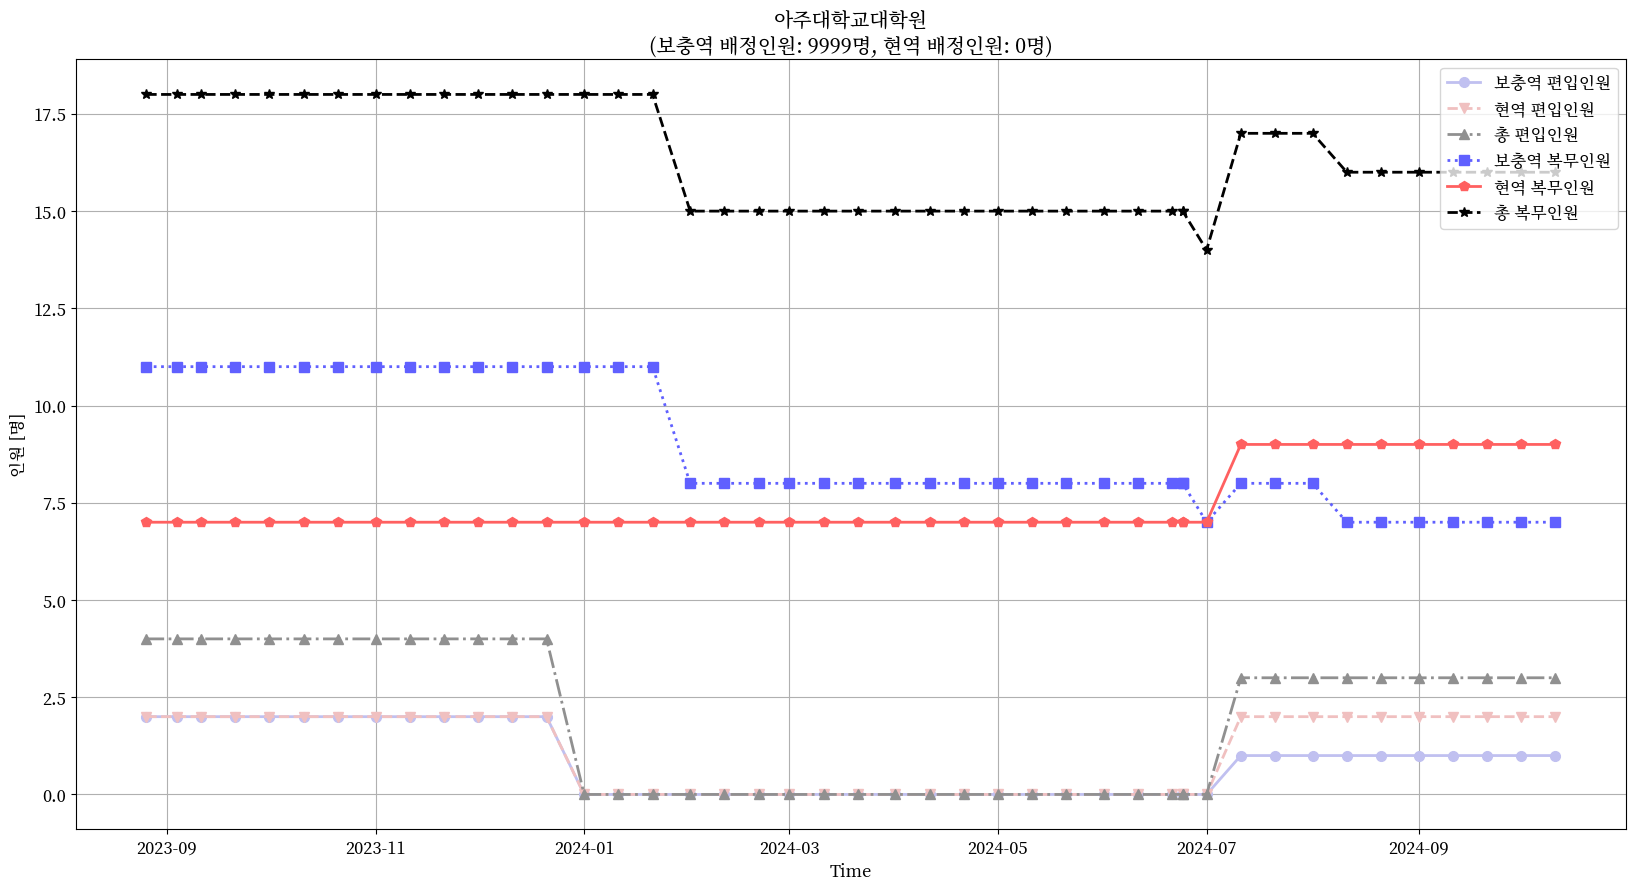 아주대학교대학원
(보충역 배정인원: 9999명, 현역 배정인원: 0명)
보충역 편입인원
현역 편입인원
총 편입인원
보충역 복무인원
현역 복무인원
총 복무인원
17.5
15.0
12.5
10.0
7.5
5.0
2.5
0.0
인원 [명]
2023-09
2023-11
2024-01
2024-03
2024-05
2024-07
2024-09
Time